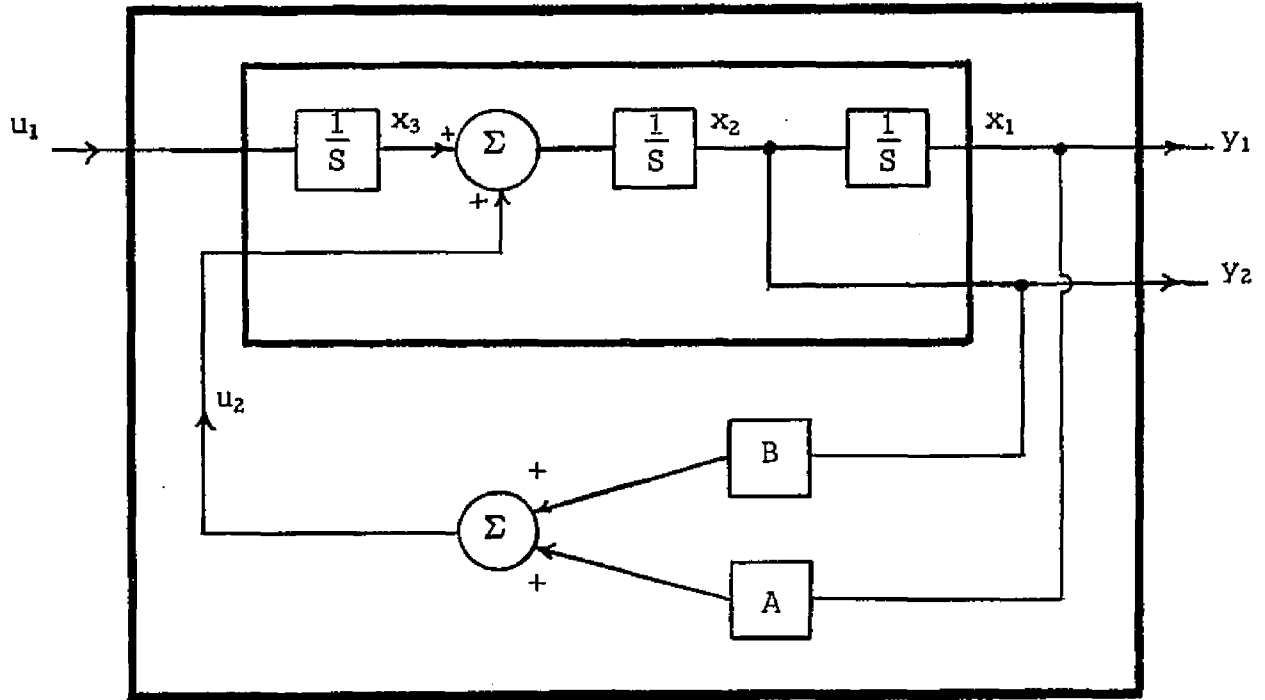 u₁
1
S
x₃
+
Σ
+
1
S
x₂
1
S
x₁
y₁
y₂
u₂
B
+
Σ
+
A